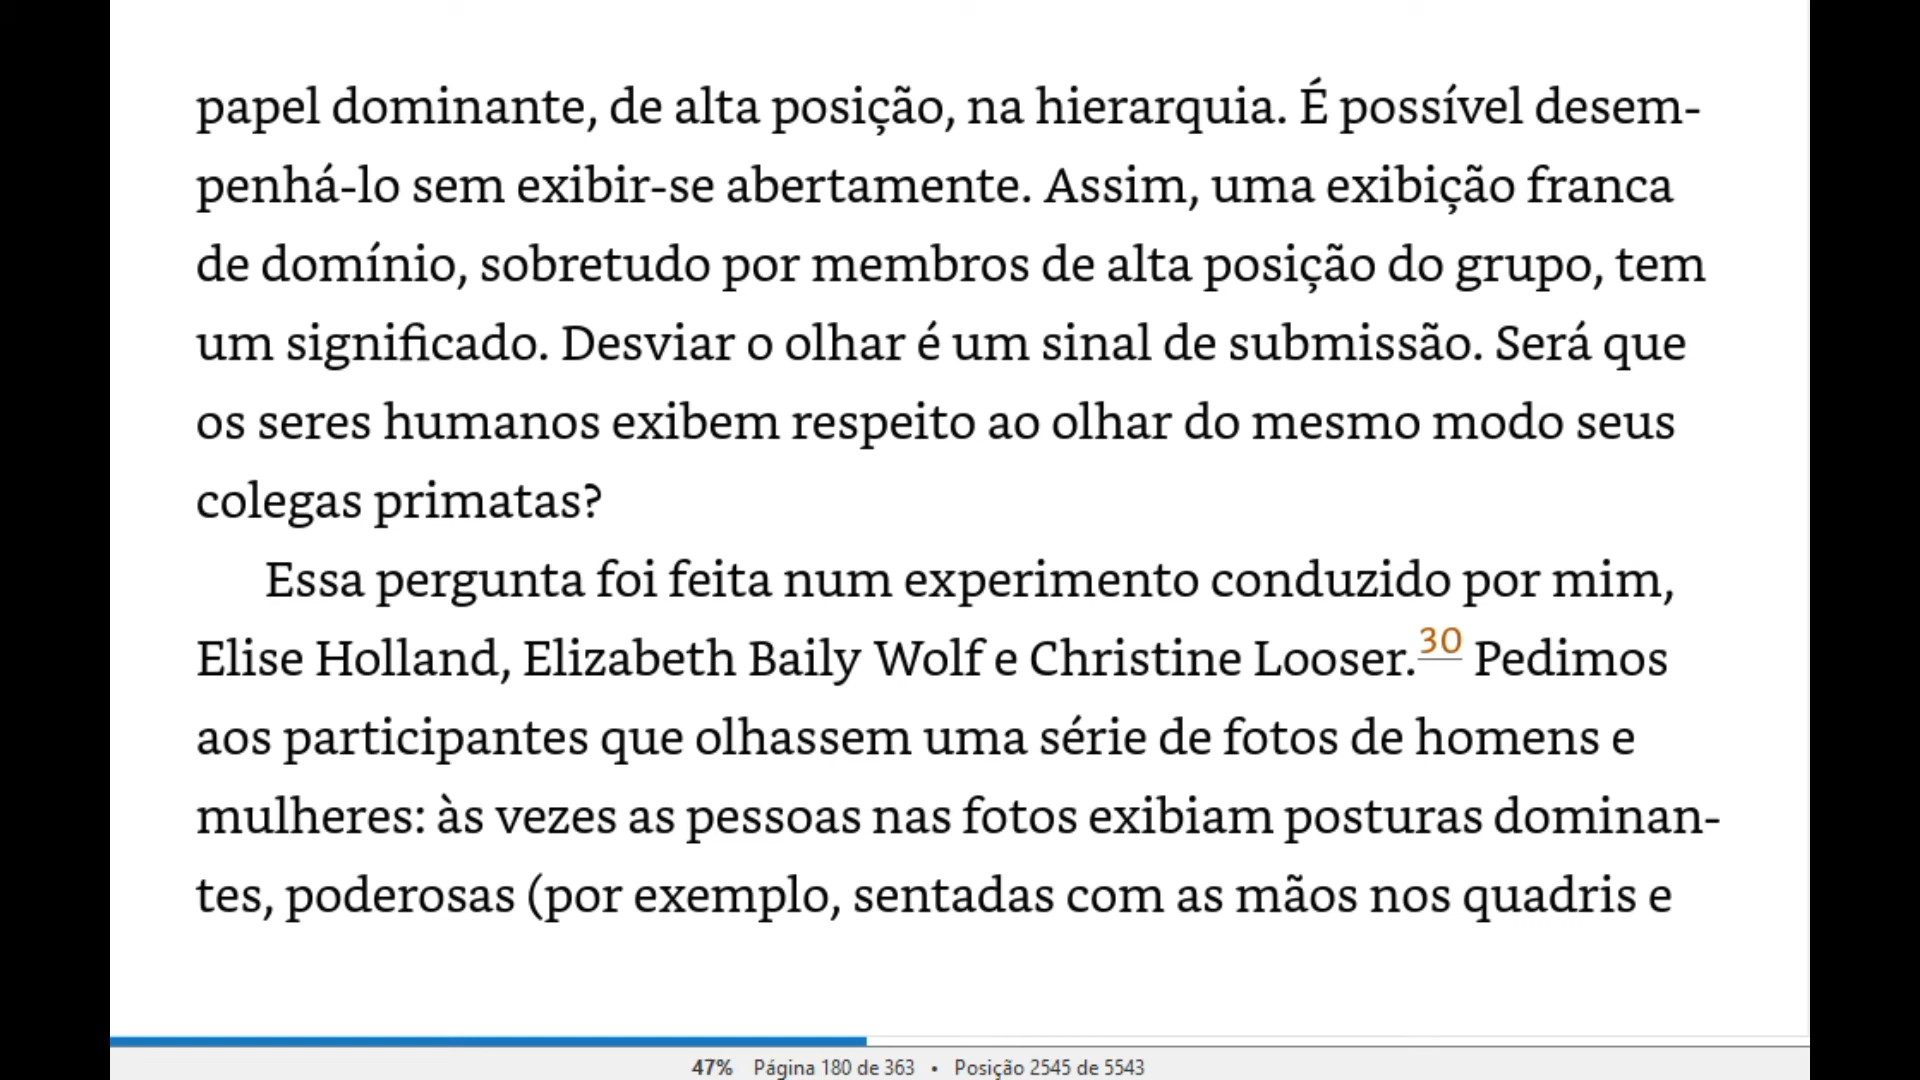 papel dominante, de alta posição, na hierarquia. É possível desem-
penhá-lo sem exibir-se abertamente. Assim, uma exibição franca
de domínio, sobretudo por membros de alta posição do grupo, tem
um significado. Desviar o olhar é um sinal de submissão. Será que
os seres humanos exibem respeito ao olhar do mesmo modo seus
colegas primatas?
Essa pergunta foi feita num experimento conduzido por mim,
Elise Holland, Elizabeth Baily Wolf e Christine Looser.30 Pedimos
aos participantes que olhassem uma série de fotos de homens e
mulheres: às vezes as pessoas nas fotos exibiam posturas dominan-
tes, poderosas (por exemplo, sentadas com as mãos nos quadris e
47% Página 180 de 363 • Posição 2545 de 5543